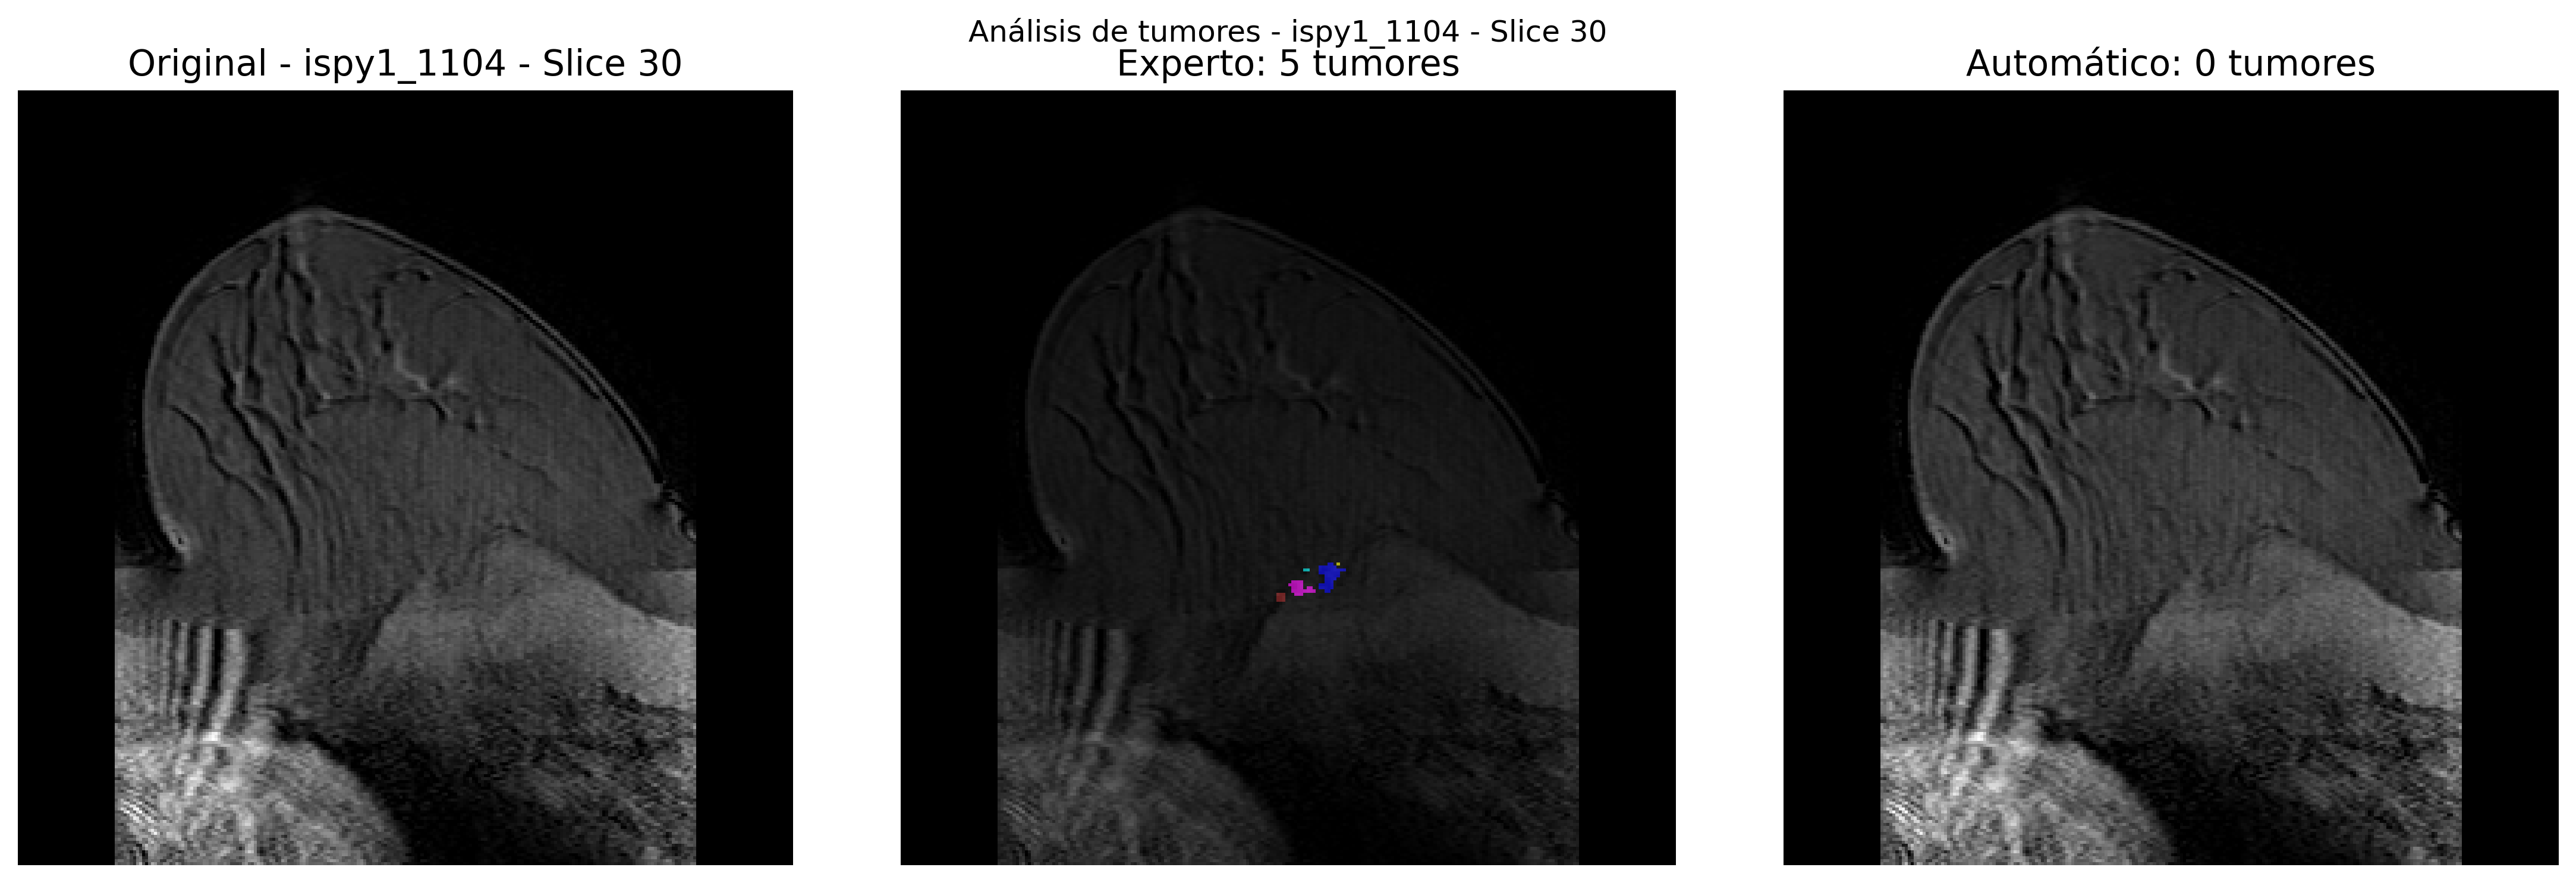 Análisis de tumores - ispy1_1104 - Slice 30
Original - ispy1_1104 - Slice 30
Experto: 5 tumores
Automático: 0 tumores